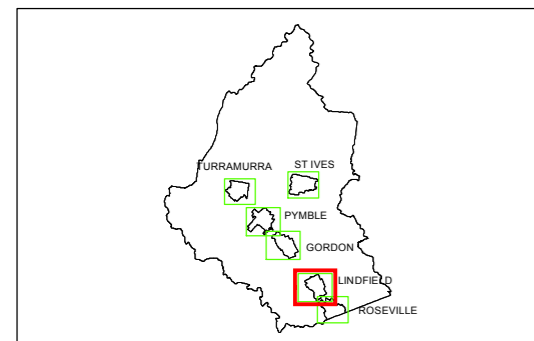 TURRAMURRA
ST IVES
PYMBLE
GORDON
LINDFIELD
ROSEVILLE